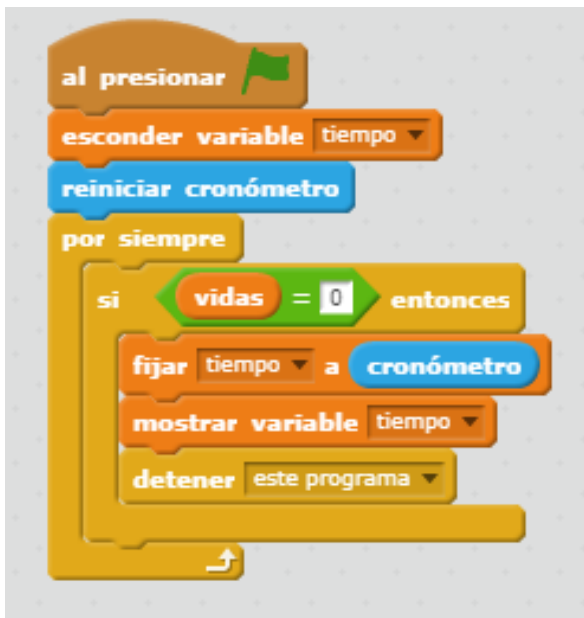 al presionar
esconder variable tiempo
reiniciar cronómetro
por siempre
si vidas = 0 entonces
fijar tiempo a cronómetro
mostrar variable tiempo
detener este programa